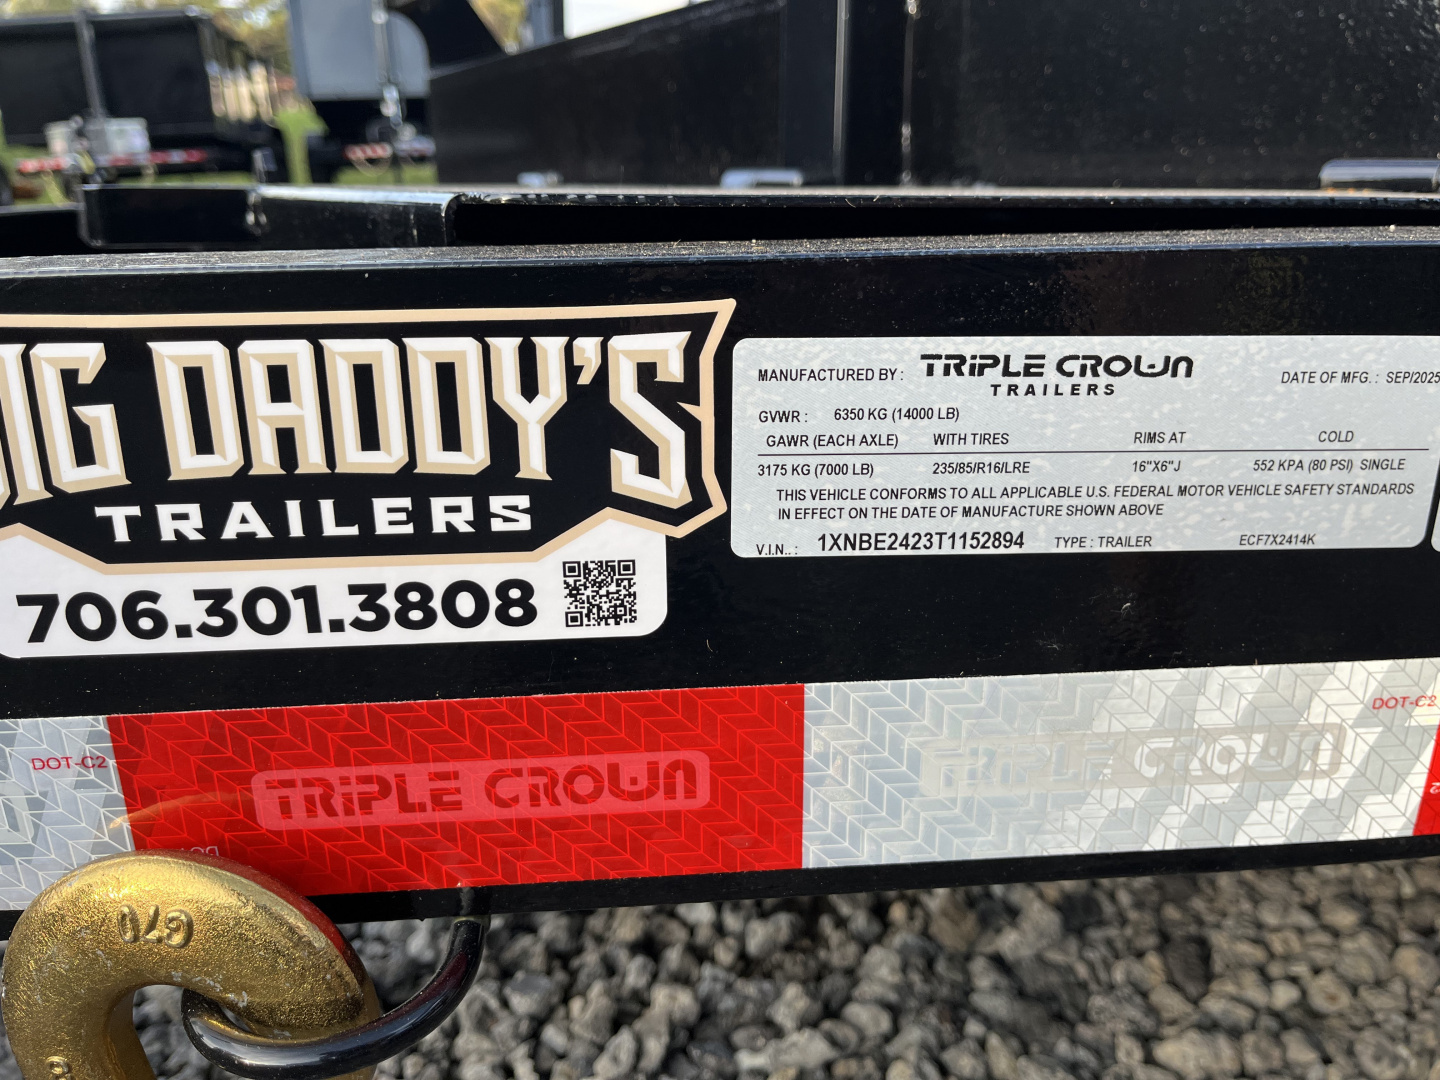 BIG DADDY'S
TRAILERS
706.301.3808
MANUFACTURED BY : TRIPLE CROWN DATE OF MFG. : SEP/2025
TRAILERS
GVWR : 6350 KG (14000 LB)
GAWR (EACH AXLE) WITH TIRES RIMS AT COLD
3175 KG (7000 LB) 235/85/R16/LRE 16"X6"J 552 KPA (80 PSI) SINGLE
THIS VEHICLE CONFORMS TO ALL APPLICABLE U.S. FEDERAL MOTOR VEHICLE SAFETY STANDARDS
IN EFFECT ON THE DATE OF MANUFACTURE SHOWN ABOVE
V.I.N.. : 1XNBE2423T1152894 TYPE : TRAILER ECF7X2414K
DOT-C2
TRIPLE CROWN
TRIPLE CROWN
DOT-C2
G70